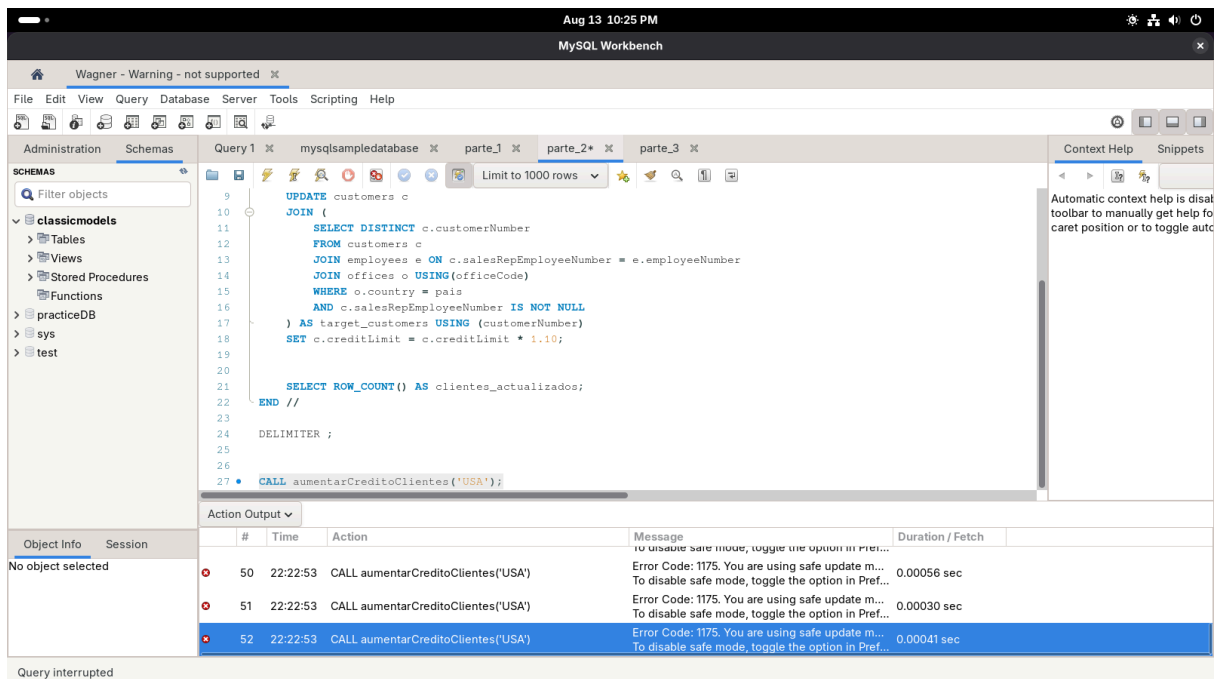 Aug 13 10:25 PM
MySQL Workbench
Wagner - Warning - not supported
File Edit View Query Database Server Tools Scripting Help
Administration Schemas
Query 1 mysqlsampledatabase parte_1 parte_2* parte_3
Context Help Snippets
SCHEMAS
Limit to 1000 rows
Filter objects
Automatic context help is disab
toolbar to manually get help fo
caret position or to toggle auto
classicmodels
Tables
Views
Stored Procedures
Functions
practiceDB
sys
test
9 UPDATE customers c
10 JOIN (
11 SELECT DISTINCT c.customerNumber
12 FROM customers c
13 JOIN employees e ON c.salesRepEmployeeNumber = e.employeeNumber
14 JOIN offices o USING(officeCode)
15 WHERE o.country = pais
16 AND c.salesRepEmployeeNumber IS NOT NULL
17 ) AS target_customers USING (customerNumber)
18 SET c.creditLimit = c.creditLimit * 1.10;
19
20
21 SELECT ROW_COUNT() AS clientes_actualizados;
22 END //
23
24 DELIMITER ;
25
26
27 CALL aumentarCreditoClientes('USA');
Action Output
# Time Action Message Duration / Fetch
To disable safe mode, toggle the option in Pref...
50 22:22:53 CALL aumentarCreditoClientes('USA') Error Code: 1175. You are using safe update m... 0.00056 sec
To disable safe mode, toggle the option in Pref...
51 22:22:53 CALL aumentarCreditoClientes('USA') Error Code: 1175. You are using safe update m... 0.00030 sec
To disable safe mode, toggle the option in Pref...
52 22:22:53 CALL aumentarCreditoClientes('USA') Error Code: 1175. You are using safe update m... 0.00041 sec
To disable safe mode, toggle the option in Pref...
Object Info Session
No object selected
Query interrupted